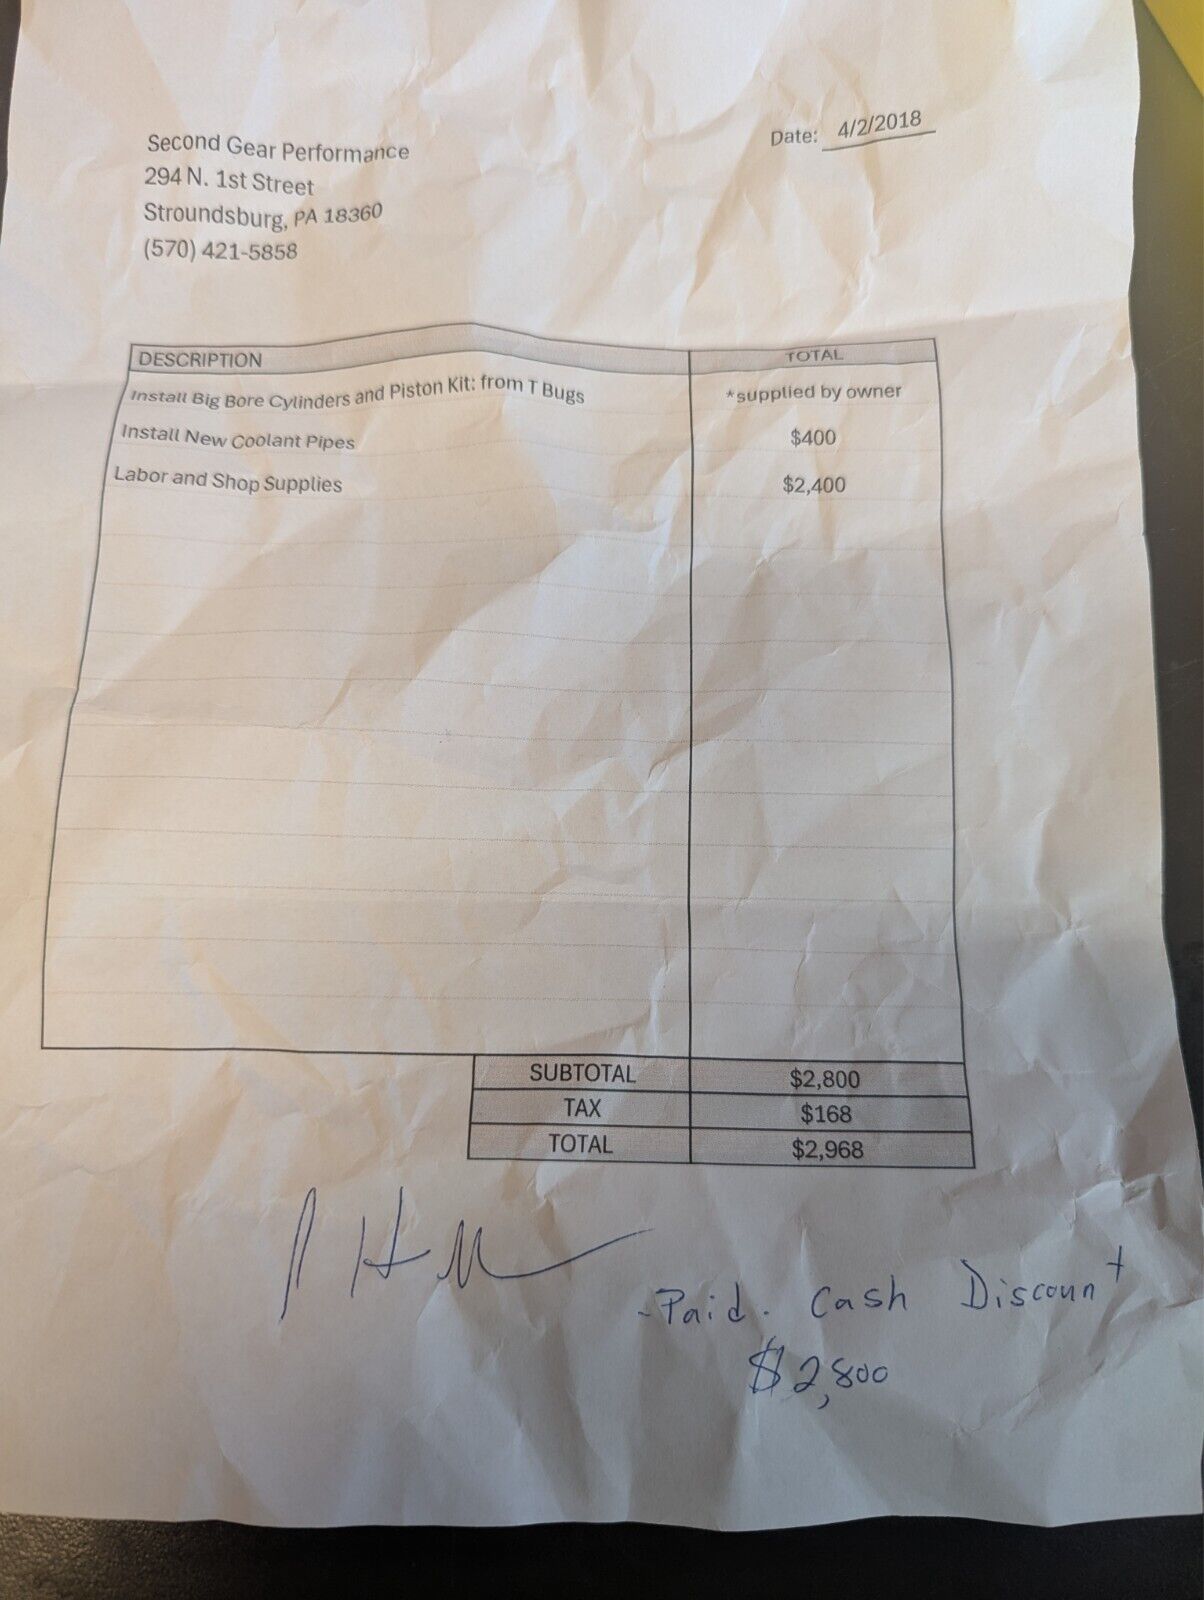 Second Gear Performance
294 N. 1st Street
Stroundsburg, PA 18360
(570) 421-5858
Date: 4/2/2018
DESCRIPTION TOTAL
Install Big Bore Cylinders and Piston Kit: from T Bugs *supplied by owner
Install New Coolant Pipes $400
Labor and Shop Supplies $2,400
SUBTOTAL $2,800
TAX $168
TOTAL $2,968
- Paid. Cash Discount
$2,800